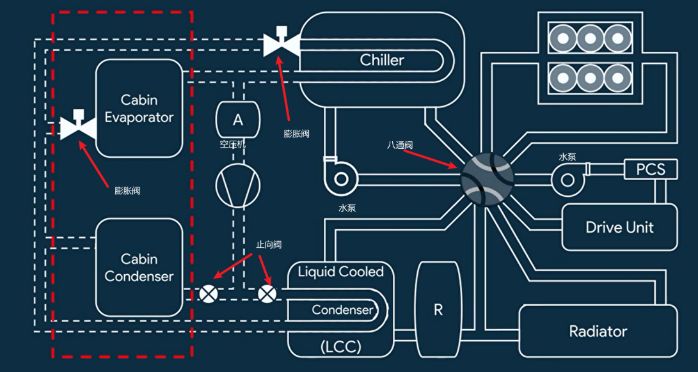 Chiller
Cabin
Evaporator
A
空压机
膨胀阀
八通阀
水泵
PCS
膨胀阀
水泵
Drive Unit
Cabin
Condenser
止向阀
Liquid Cooled
Condenser
(LCC)
R
Radiator